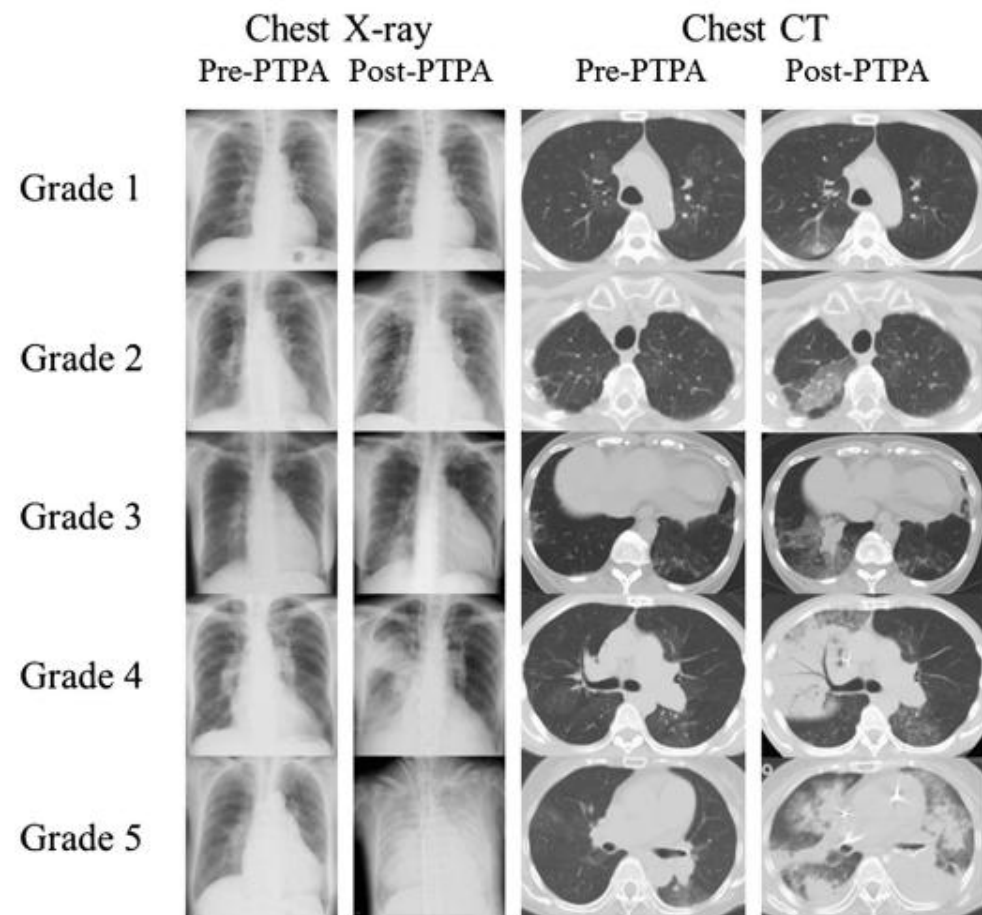 Chest X-ray Chest CT
Pre-PTPA Post-PTPA Pre-PTPA Post-PTPA
Grade 1
Grade 2
Grade 3
Grade 4
Grade 5
9